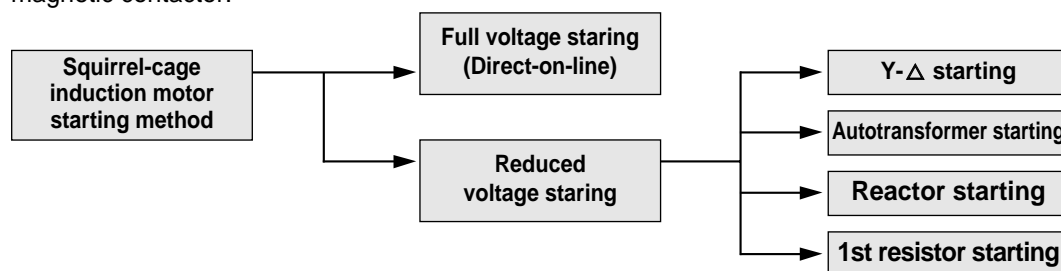 magnetic contactor.
Squirrel-cage
induction motor
starting method
Full voltage staring
(Direct-on-line)
Reduced
voltage staring
Y-△ starting
Autotransformer starting
Reactor starting
1st resistor starting